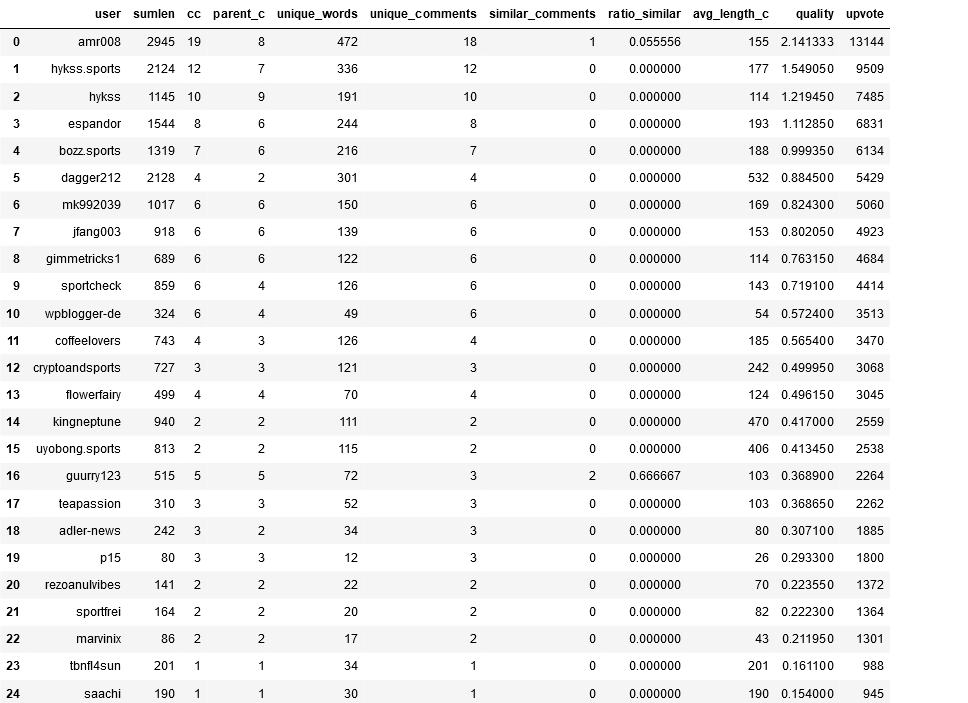 user sumlen cc parent_c unique_words unique_comments similar_comments ratio_similar avg_length_c quality upvote
0 amr008 2945 19 8 472 18 1 0.055556 155 2.141333 13144
1 hykss.sports 2124 12 7 336 12 0 0.000000 177 1.549050 9509
2 hykss 1145 10 9 191 10 0 0.000000 114 1.219450 7485
3 espandor 1544 8 6 244 8 0 0.000000 193 1.112850 6831
4 bozz.sports 1319 7 6 216 7 0 0.000000 188 0.999350 6134
5 dagger212 2128 4 2 301 4 0 0.000000 532 0.884500 5429
6 mk992039 1017 6 6 150 6 0 0.000000 169 0.824300 5060
7 jfang003 918 6 6 139 6 0 0.000000 153 0.802050 4923
8 gimmetricks1 689 6 6 122 6 0 0.000000 114 0.763150 4684
9 sportcheck 859 6 4 126 6 0 0.000000 143 0.719100 4414
10 wpblogger-de 324 6 4 49 6 0 0.000000 54 0.572400 3513
11 coffeelovers 743 4 3 126 4 0 0.000000 185 0.565400 3470
12 cryptoandsports 727 3 3 121 3 0 0.000000 242 0.499950 3068
13 flowerfairy 499 4 4 70 4 0 0.000000 124 0.496150 3045
14 kingneptune 940 2 2 111 2 0 0.000000 470 0.417000 2559
15 uyobong.sports 813 2 2 115 2 0 0.000000 406 0.413450 2538
16 guurry123 515 5 5 72 3 2 0.666667 103 0.368900 2264
17 teapassion 310 3 3 52 3 0 0.000000 103 0.368650 2262
18 adler-news 242 3 2 34 3 0 0.000000 80 0.307100 1885
19 p15 80 3 3 12 3 0 0.000000 26 0.293300 1800
20 rezoanulvibes 141 2 2 22 2 0 0.000000 70 0.223550 1372
21 sportfrei 164 2 2 20 2 0 0.000000 82 0.222300 1364
22 marvinix 86 2 2 17 2 0 0.000000 43 0.211950 1301
23 tbnfl4sun 201 1 1 34 1 0 0.000000 201 0.161100 988
24 saachi 190 1 1 30 1 0 0.000000 190 0.154000 945